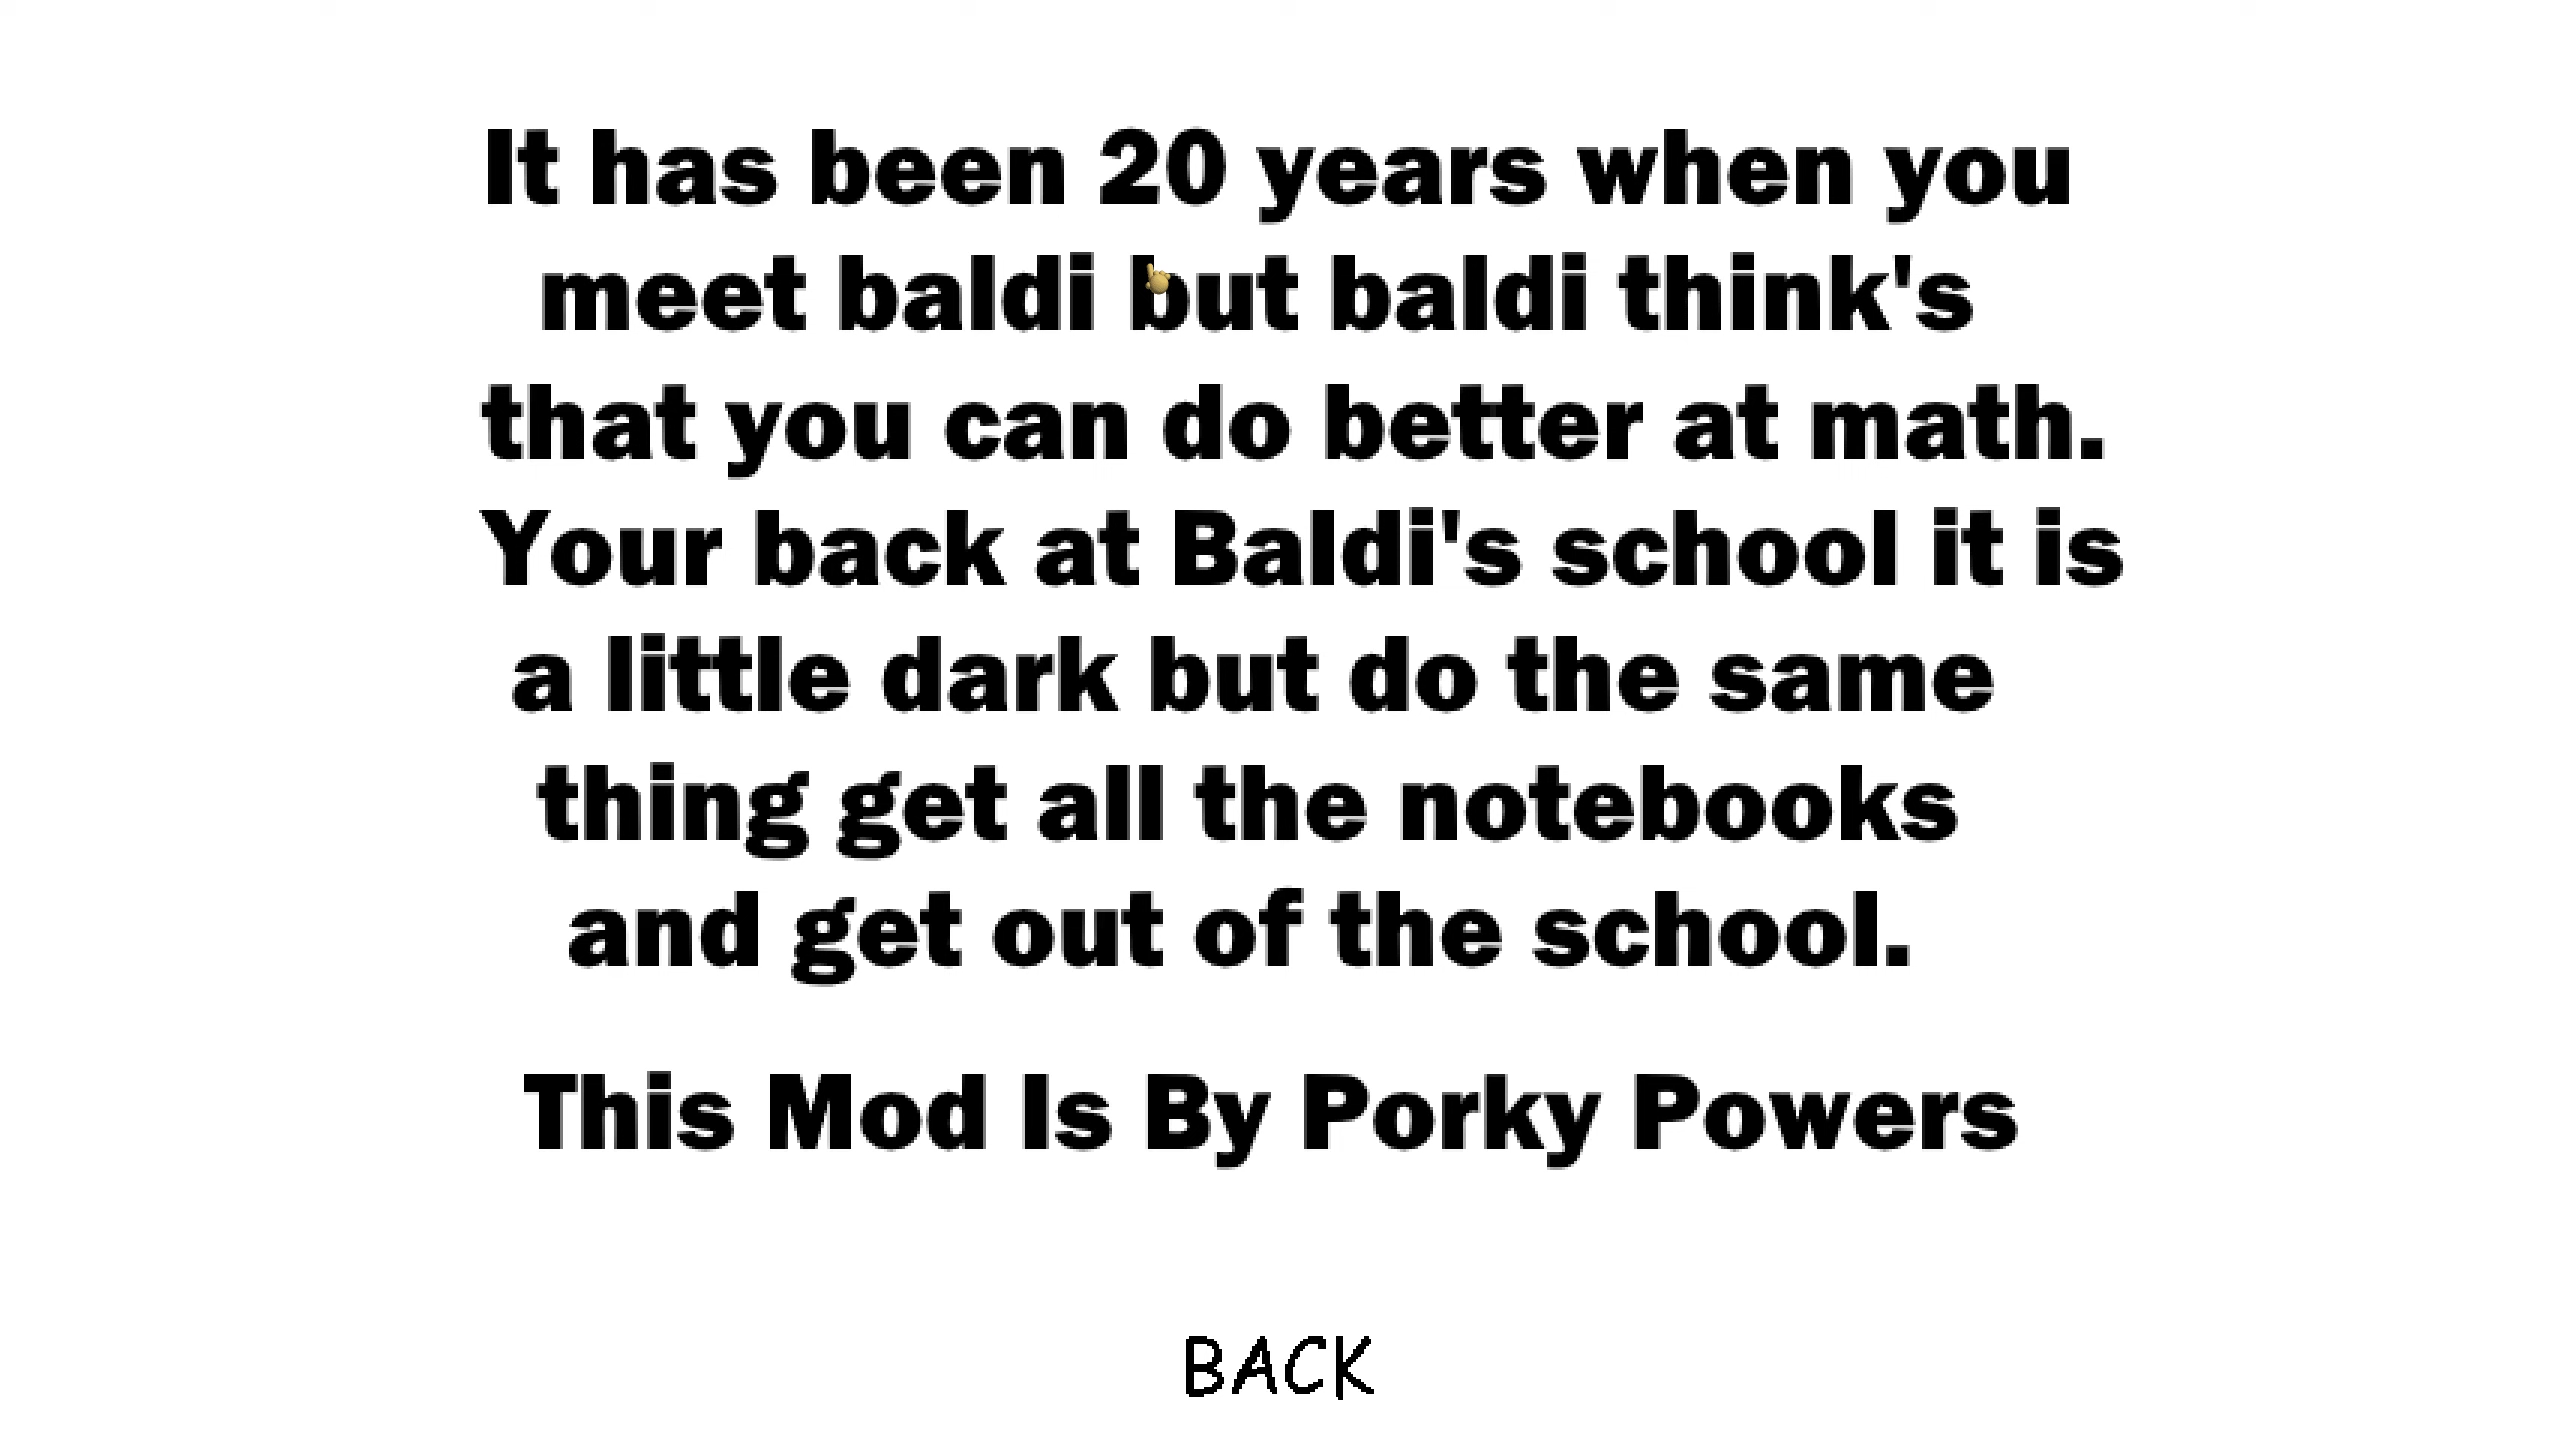 It has been 20 years when you
meet baldi but baldi think's
that you can do better at math.
Your back at Baldi's school it is
a little dark but do the same
thing get all the notebooks
and get out of the school.
This Mod Is By Porky Powers
BACK